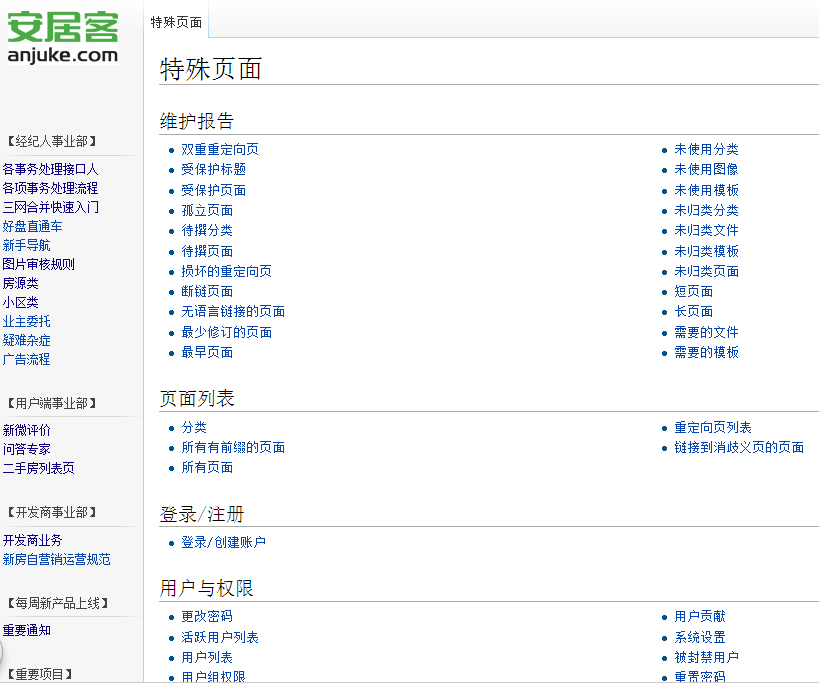 安居客
anjuke.com
【经纪人事业部】
各事务处理接口人
各项事务处理流程
三网合并快速入门
好盘直通车
新手导航
图片审核规则
房源类
小区类
业主委托
疑难杂症
广告流程
【用户端事业部】
新微评价
问答专家
二手房列表页
【开发商事业部】
开发商业务
新房自营销运营规范
【每周新产品上线】
重要通知
【重要项目】
特殊页面
特殊页面
维护报告
双重重定向页
受保护标题
受保护页面
孤立页面
待撰分类
待撰页面
损坏的重定向页
断链页面
无语言链接的页面
最少修订的页面
最早页面
未使用分类
未使用图像
未使用模板
未归类分类
未归类文件
未归类模板
未归类页面
短页面
长页面
需要的文件
需要的模板
页面列表
分类
所有有前缀的页面
所有页面
重定向页列表
链接到消歧义页的页面
登录/注册
登录/创建账户
用户与权限
更改密码
活跃用户列表
用户列表
用户组权限
用户贡献
系统设置
被封禁用户
重置密码